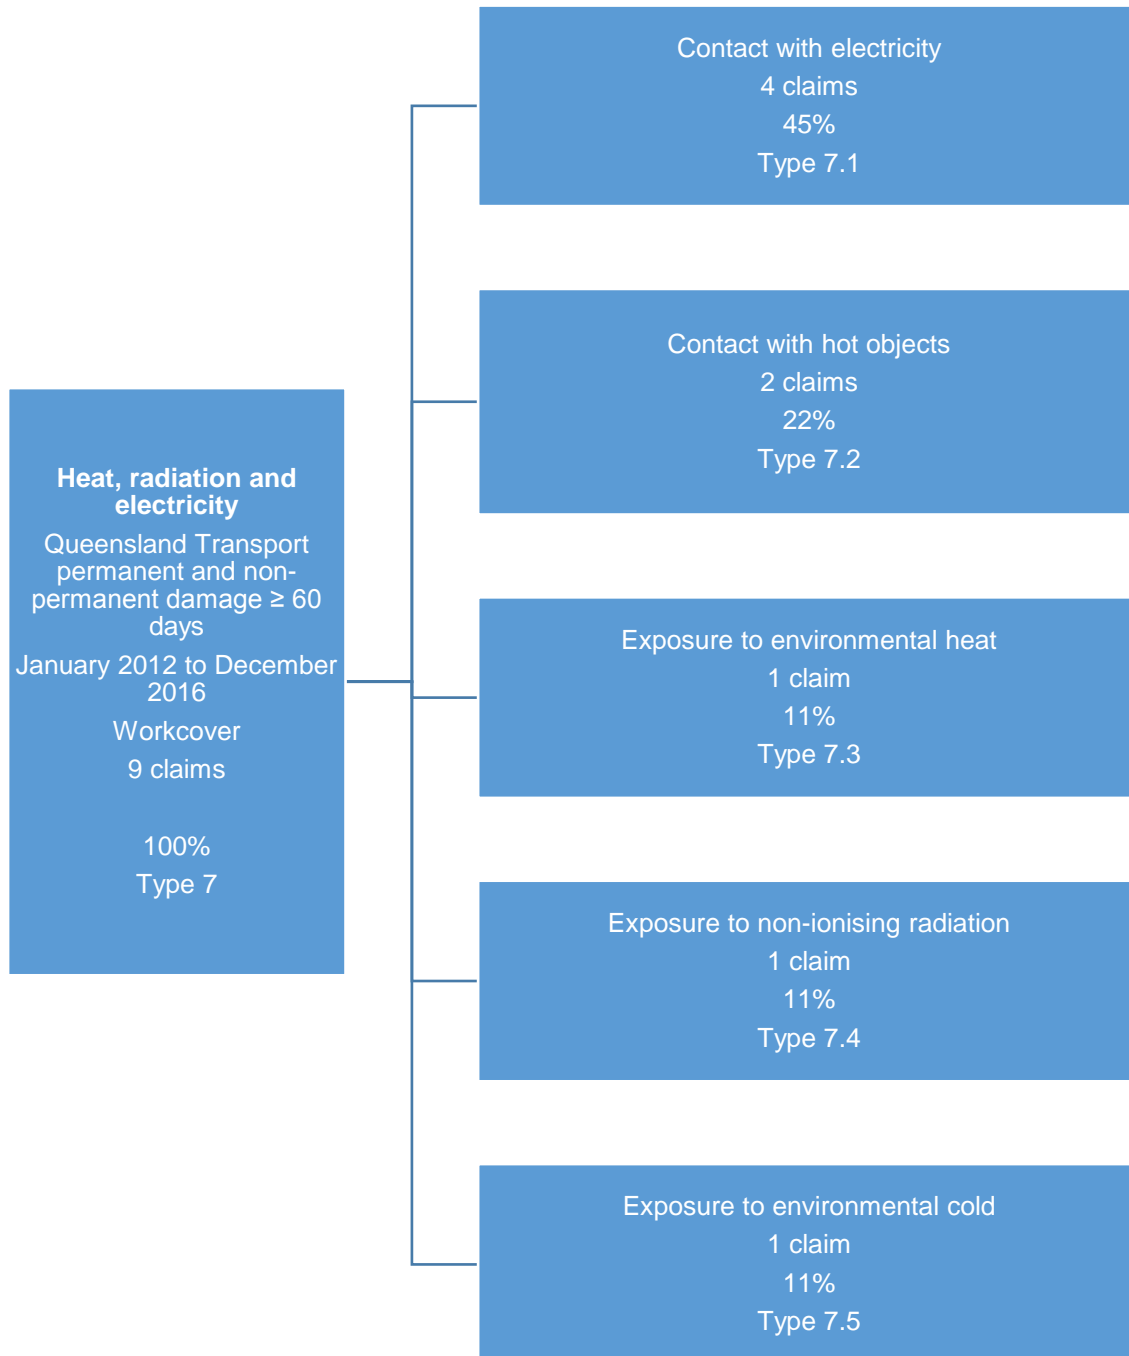 Heat, radiation and
electricity
Queensland Transport
permanent and non-
permanent damage ≥ 60
days
January 2012 to December
2016
Workcover
9 claims
100%
Type 7
Contact with electricity
4 claims
45%
Type 7.1
Contact with hot objects
2 claims
22%
Type 7.2
Exposure to environmental heat
1 claim
11%
Type 7.3
Exposure to non-ionising radiation
1 claim
11%
Type 7.4
Exposure to environmental cold
1 claim
11%
Type 7.5